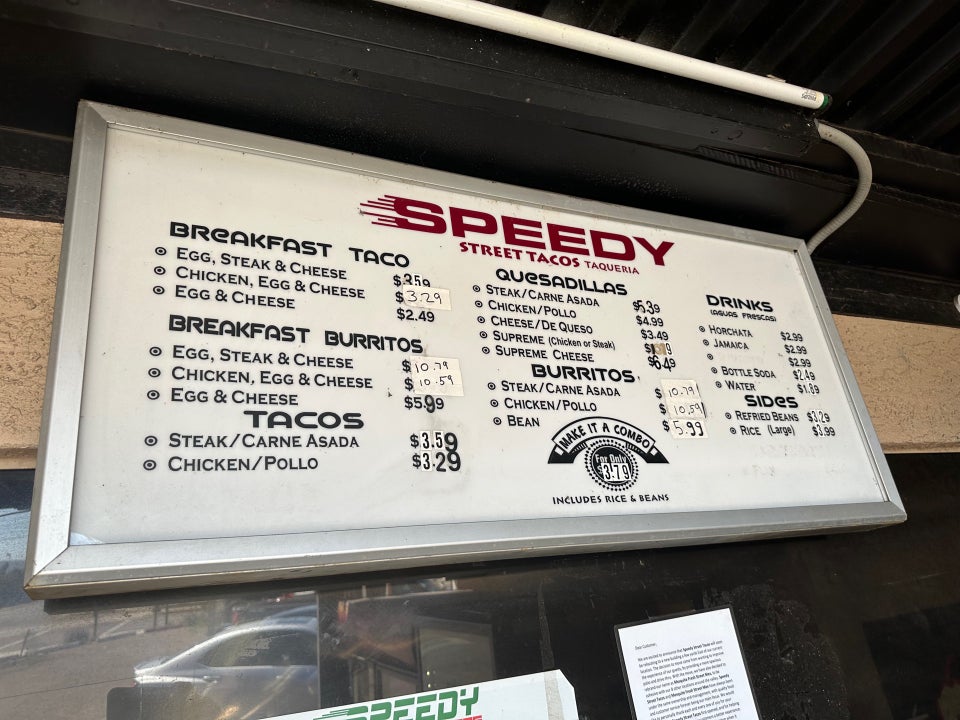 SPEEDY
STREET TACOS TAQUERIA
BREAKFAST TACO
EGG, STEAK & CHEESE $3.59
CHICKEN, EGG & CHEESE $3.29
EGG & CHEESE $2.49
BREAKFAST BURRITOS
EGG, STEAK & CHEESE $10.79
CHICKEN, EGG & CHEESE $10.59
EGG & CHEESE $5.99
TACOS
STEAK/CARNE ASADA $3.59
CHICKEN/POLLO $3.29
QUESADILLAS
STEAK/CARNE ASADA $5.39
CHICKEN/POLLO $4.99
CHEESE/DE QUESO $3.49
SUPREME (Chicken or Steak)
SUPREME CHEESE $6.49
BURRITOS
STEAK/CARNE ASADA $10.79
CHICKEN/POLLO $10.59
BEAN $5.99
MAKE IT A COMBO
For Only
$3.79
INCLUDES RICE & BEANS
DRINKS
(AGUAS FRESCAS)
HORCHATA $2.99
JAMAICA $2.99
$2.99
BOTTLE SODA $2.49
WATER $1.89
SIDES
REFRIED BEANS $3.29
RICE (Large) $3.99
Dear Customer,
SPEEDY